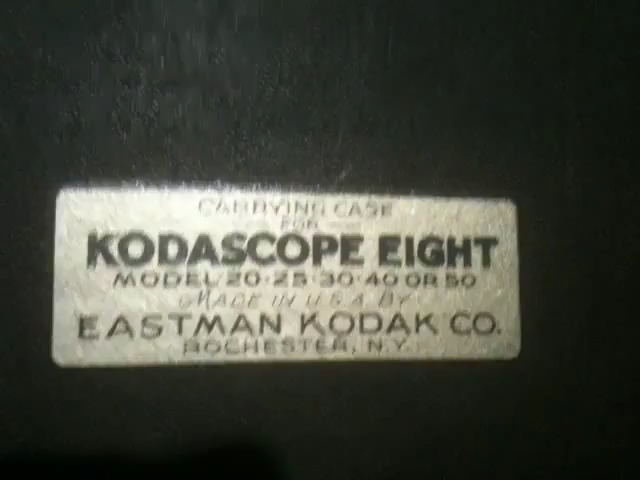 CARRYING CASE
FOR
KODASCOPE EIGHT
MODEL 20·25·30·40 OR 50
MADE IN U.S.A. BY
EASTMAN KODAK CO.
ROCHESTER, N.Y.